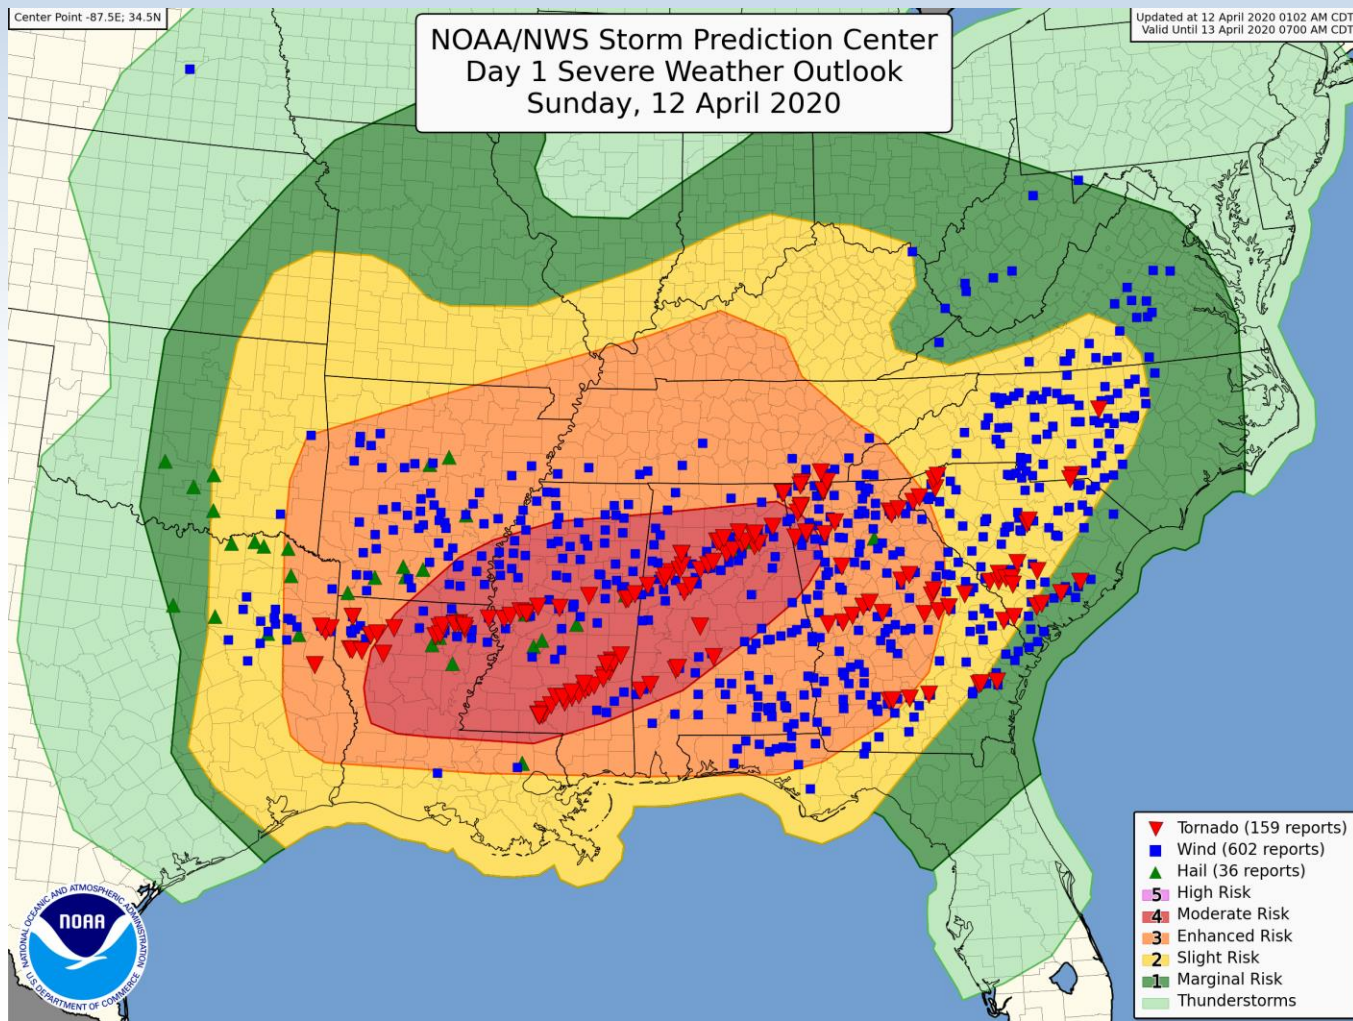 Center Point -87.5E; 34.5N
NOAA/NWS Storm Prediction Center
Day 1 Severe Weather Outlook
Sunday, 12 April 2020
Updated at 12 April 2020 0102 AM CDT
Valid Until 13 April 2020 0700 AM CDT
Tornado (159 reports)
Wind (602 reports)
Hail (36 reports)
5 High Risk
4 Moderate Risk
3 Enhanced Risk
2 Slight Risk
1 Marginal Risk
Thunderstorms
NATIONAL OCEANIC AND ATMOSPHERIC ADMINISTRATION
NOAA
U.S. DEPARTMENT OF COMMERCE